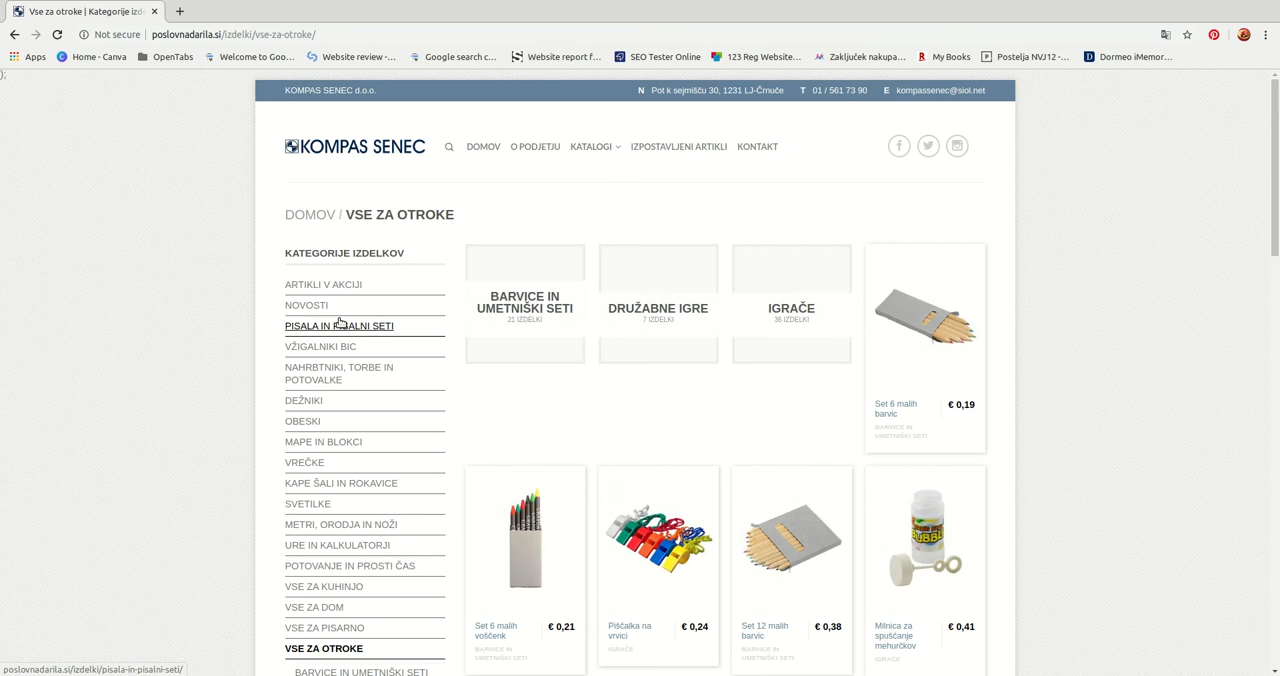 Vse za otroke | Kategorije izde
Not secure
poslovnadarila.si/izdelki/vse-za-otroke/
Apps
Home - Canva
OpenTabs
Welcome to Goo…
Website review -…
Google search c…
Website report f…
SEO Tester Online
123 Reg Website…
Zaključek nakupa…
My Books
Postelja NVJ12 -…
Dormeo iMemor…
);
KOMPAS SENEC d.o.o.
N Pot k sejmišču 30, 1231 LJ-Črnuče
T 01 / 561 73 90
E kompassenec@siol.net
KOMPAS SENEC
DOMOV
O PODJETJU
KATALOGI
IZPOSTAVLJENI ARTIKLI
KONTAKT
DOMOV / VSE ZA OTROKE
KATEGORIJE IZDELKOV
ARTIKLI V AKCIJI
NOVOSTI
PISALA IN PISALNI SETI
VŽIGALNIKI BIC
NAHRBTNIKI, TORBE IN
POTOVALKE
DEŽNIKI
OBESKI
MAPE IN BLOKCI
VREČKE
KAPE ŠALI IN ROKAVICE
SVETILKE
METRI, ORODJA IN NOŽI
URE IN KALKULATORJI
POTOVANJE IN PROSTI ČAS
VSE ZA KUHINJO
VSE ZA DOM
VSE ZA PISARNO
VSE ZA OTROKE
BARVICE IN UMETNIŠKI SETI
BARVICE IN
UMETNIŠKI SETI
21 IZDELKI
DRUŽABNE IGRE
7 IZDELKI
IGRAČE
36 IZDELKI
Set 6 malih
barvic
€ 0,19
BARVICE IN
UMETNIŠKI SETI
Set 6 malih
voščenk
€ 0,21
BARVICE IN
UMETNIŠKI SETI
Piščalka na
vrvici
€ 0,24
IGRAČE
Set 12 malih
barvic
€ 0,38
BARVICE IN
UMETNIŠKI SETI
Milnica za
spuščanje
mehurčkov
€ 0,41
IGRAČE
poslovnadarila.si/izdelki/pisala-in-pisalni-seti/